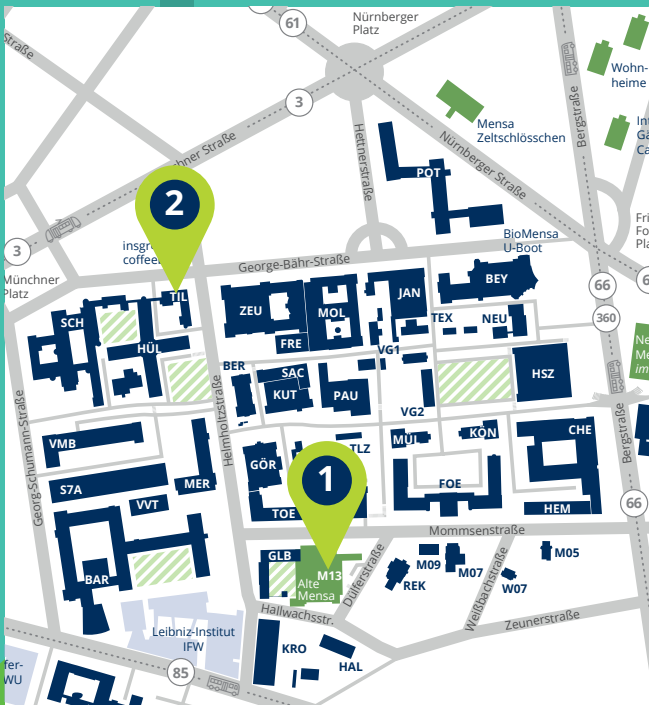 61
Nürnberger
Platz
Straße
3
Wohn-
heime
Mensa
Zeltschlösschen
Bergstraße
Hettnerstraße
Nürnberger Straße
POT
2
BioMensa
U-Boot
3
Münchner
Platz
George-Bähr-Straße
TIL
SCH
HÜL
ZEU
MOL
FRE
JAN
TEX
NEU
BEY
66
360
VG1
BER
SAC
KUT
PAU
VG2
HSZ
Georg-Schumann-Straße
Helmholtzstraße
Bergstraße
VMB
S7A
VVT
MER
GÖR
TLZ
MÜL
KÖN
CHE
1
TOE
FOE
HEM
66
Mommsenstraße
GLB
M13
Alte
Mensa
Dülferstraße
M09
M07
REK
M05
W07
Weißbachstraße
Zeunerstraße
Hallwachsstr.
BAR
Leibniz-Institut
IFW
KRO
HAL
85